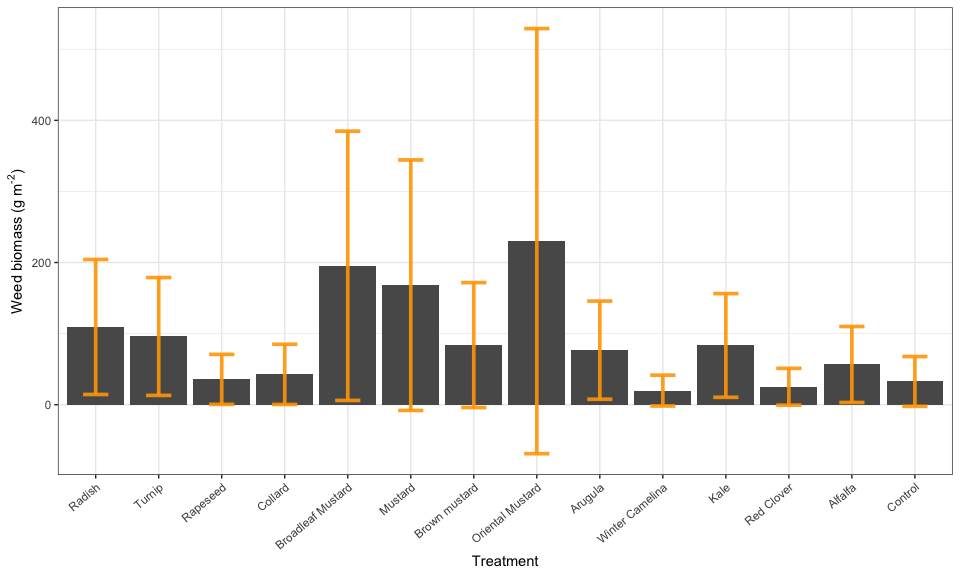 Weed biomass (g m⁻²)
400
200
0
Radish
Turnip
Rapeseed
Collard
Broadleaf Mustard
Mustard
Brown mustard
Oriental Mustard
Arugula
Winter Camelina
Kale
Red Clover
Alfalfa
Control
Treatment